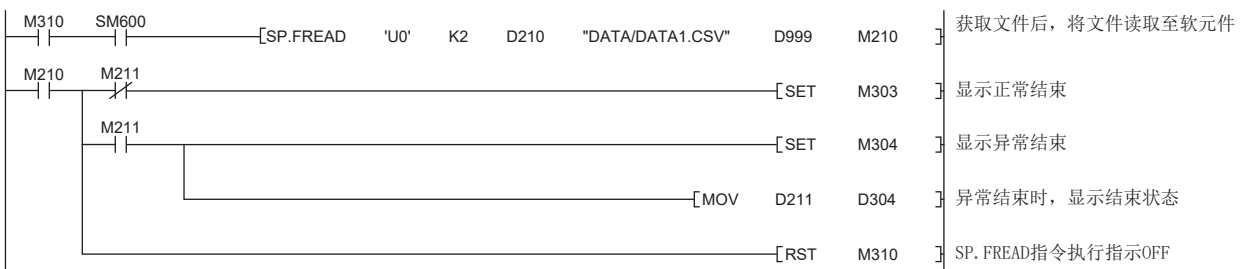 M310 SM600 [SP.FREAD 'U0' K2 D210 "DATA/DATA1.CSV" D999 M210 ] 获取文件后，将文件读取至软元件
M210 M211 [SET M303 ] 显示正常结束
M211 [SET M304 ] 显示异常结束
[MOV D211 D304 ] 异常结束时，显示结束状态
[RST M310 ] SP.FREAD指令执行指示OFF